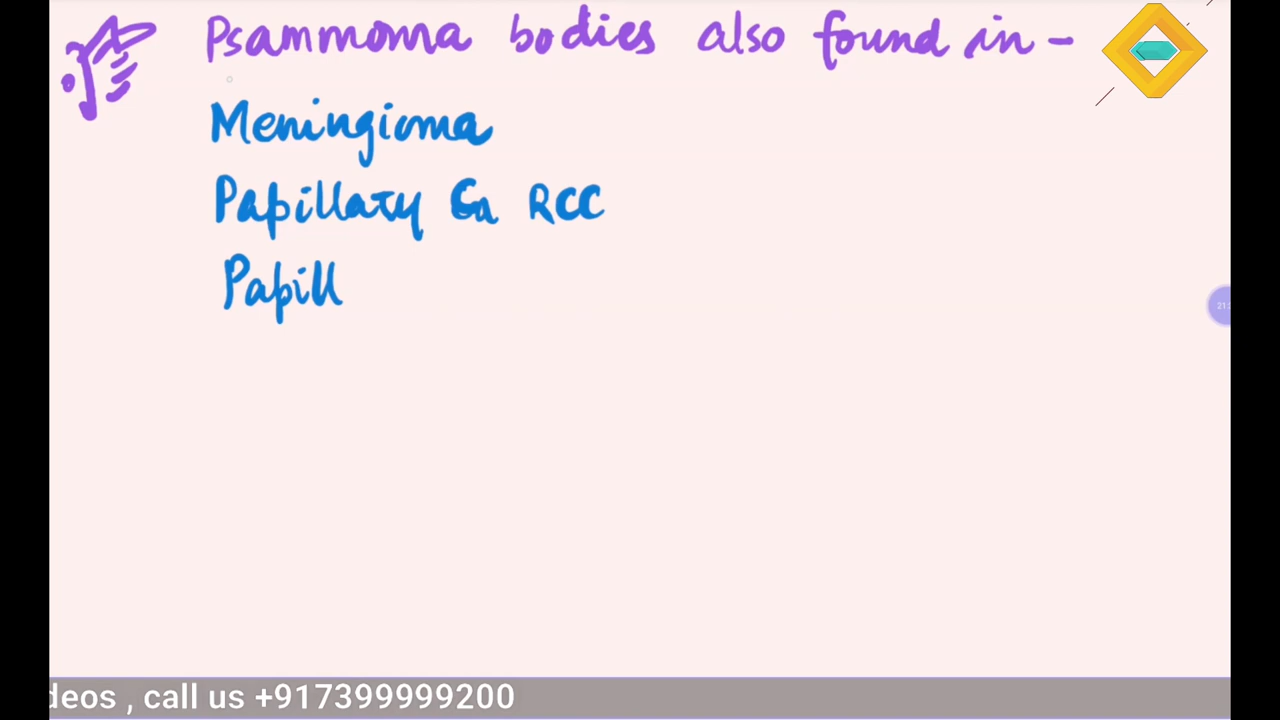 Psammoma bodies also found in -
Meningioma
Papillary Ca RCC
Papill
deos , call us +917399999200